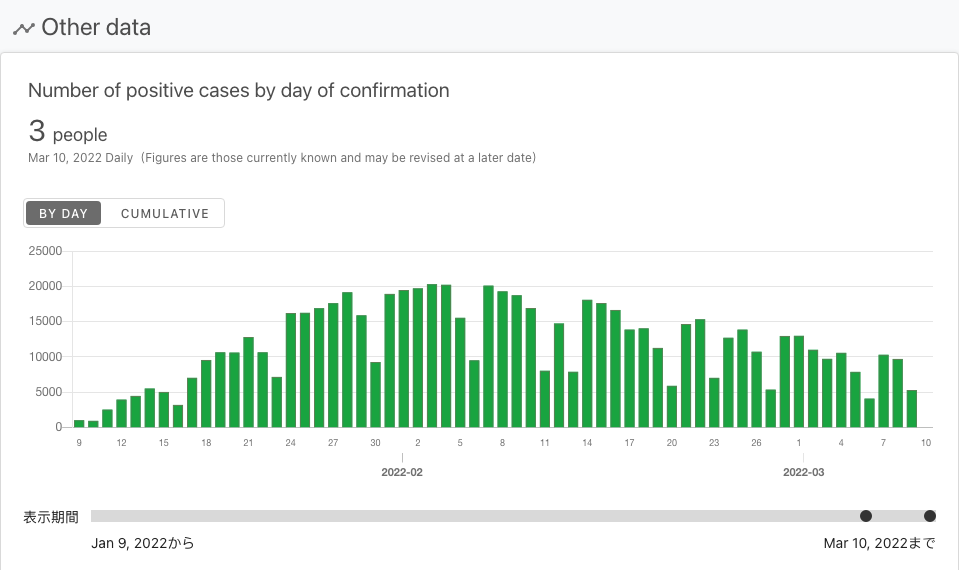 Other data
Number of positive cases by day of confirmation
3 people
Mar 10, 2022 Daily (Figures are those currently known and may be revised at a later date)
BY DAY CUMULATIVE
25000
20000
15000
10000
5000
0
9 12 15 18 21 24 27 30 2 5 8 11 14 17 20 23 26 1 4 7 10
2022-02 2022-03
表示期間
Jan 9, 2022から Mar 10, 2022まで